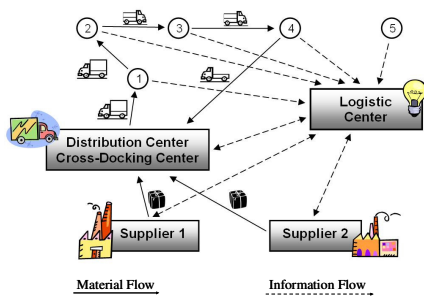 2
3
4
5
1
Logistic
Center
Distribution Center
Cross-Docking Center
Supplier 1
Supplier 2
Material Flow
Information Flow